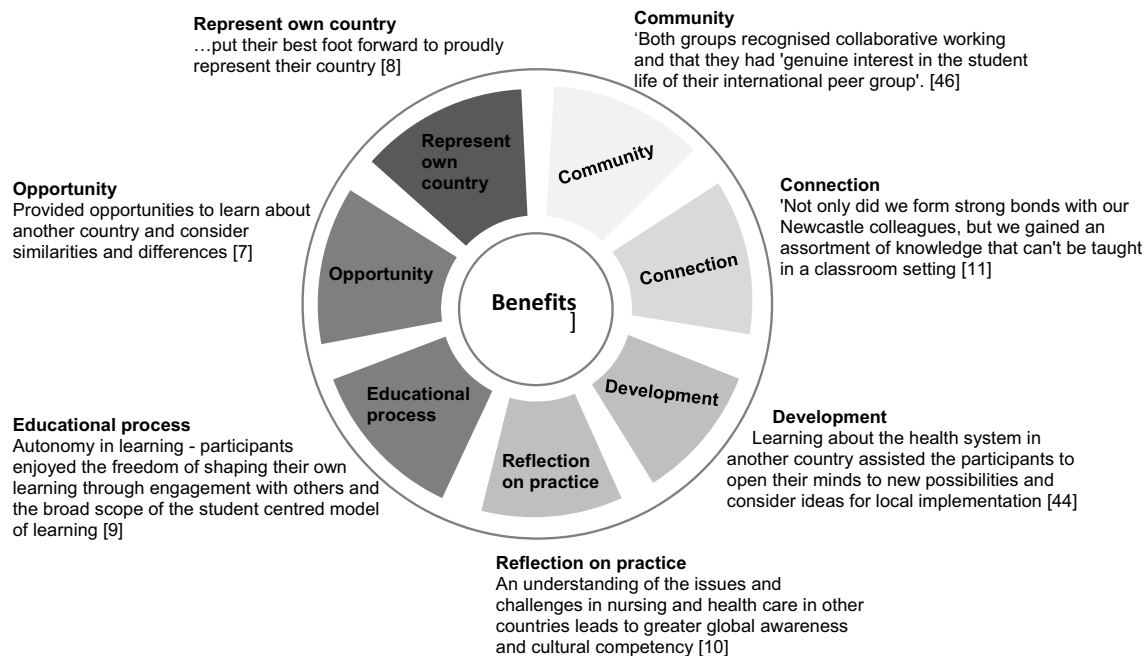 Represent own country
…put their best foot forward to proudly
represent their country [8]
Community
‘Both groups recognised collaborative working
and that they had 'genuine interest in the student
life of their international peer group'. [46]
Opportunity
Provided opportunities to learn about
another country and consider
similarities and differences [7]
Connection
'Not only did we form strong bonds with our
Newcastle colleagues, but we gained an
assortment of knowledge that can't be taught
in a classroom setting [11]
Represent
own
country
Community
Opportunity
Connection
Benefits
]
Educational
process
Development
Reflection
on practice
Educational process
Autonomy in learning - participants
enjoyed the freedom of shaping their own
learning through engagement with others and
the broad scope of the student centred model
of learning [9]
Development
Learning about the health system in
another country assisted the participants to
open their minds to new possibilities and
consider ideas for local implementation [44]
Reflection on practice
An understanding of the issues and
challenges in nursing and health care in other
countries leads to greater global awareness
and cultural competency [10]